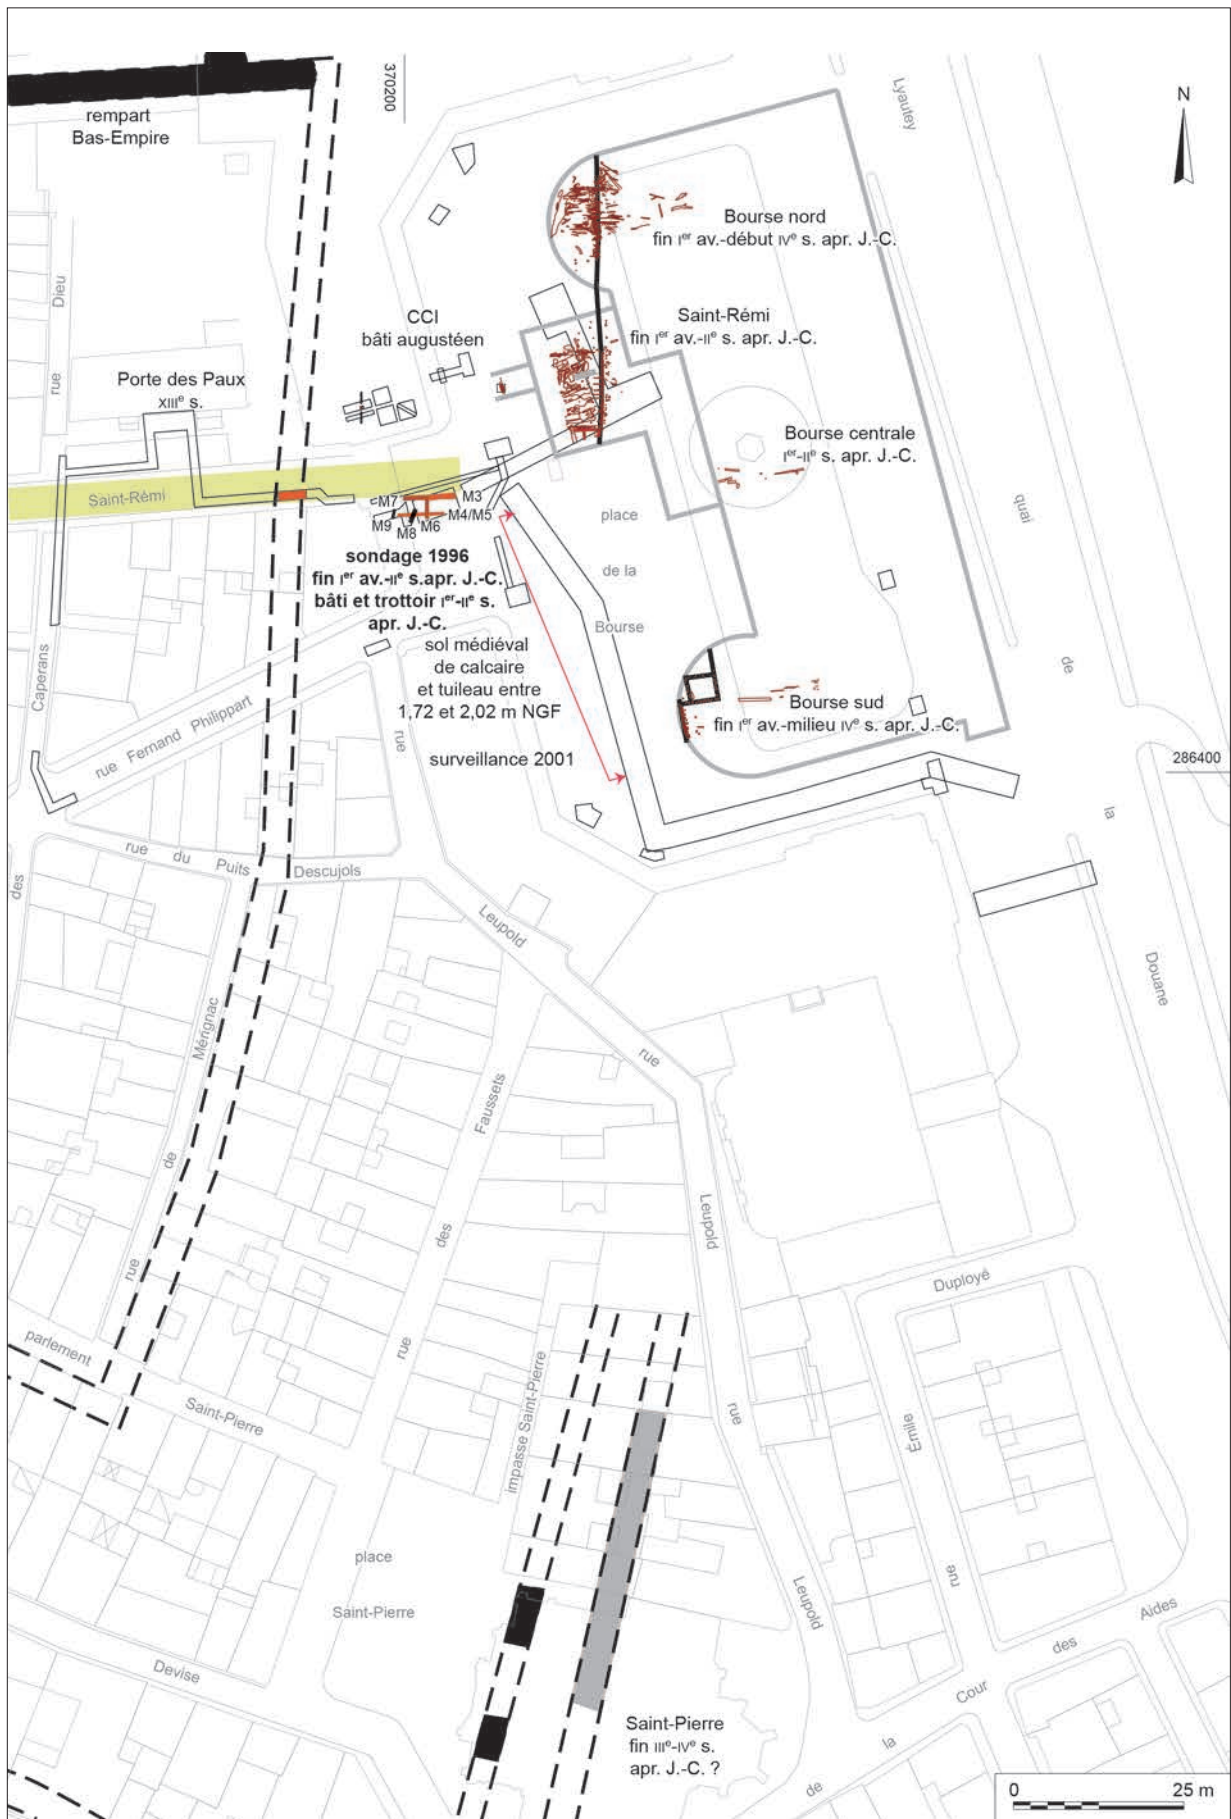 370200
Lyautey
N
rempart
Bas-Empire
Bourse nord
fin Iᵉʳ av.-début IVᵉ s. apr. J.-C.
rue Dieu
CCI
bâti augustéen
Saint-Rémi
fin Iᵉʳ av.-IIᵉ s. apr. J.-C.
Porte des Paux
XIIIᵉ s.
Bourse centrale
Iᵉʳ-IIᵉ s. apr. J.-C.
Saint-Rémi
M7
M3
M9
M8
M6
M4/M5
quai
de
la
Douane
place
de la
Bourse
sondage 1996
fin Iᵉʳ av.-IIᵉ s.apr. J.-C.
bâti et trottoir Iᵉʳ-IIᵉ s.
apr. J.-C.
sol médiéval
de calcaire
et tuileau entre
1,72 et 2,02 m NGF
surveillance 2001
Bourse sud
fin Iᵉʳ av.-milieu IVᵉ s. apr. J.-C.
286400
des
Caperans
rue Fernand Philippart
rue
rue du Puits Descujols
Leupold
rue
Leupold
rue
Leupold
rue de Mérignac
rue des Faussets
parlement
Saint-Pierre
impasse Saint-Pierre
Duployé
Émile
rue
place
Saint-Pierre
Devise
de la Cour des Aides
Saint-Pierre
fin IIIᵉ-IVᵉ s.
apr. J.-C. ?
0 25 m